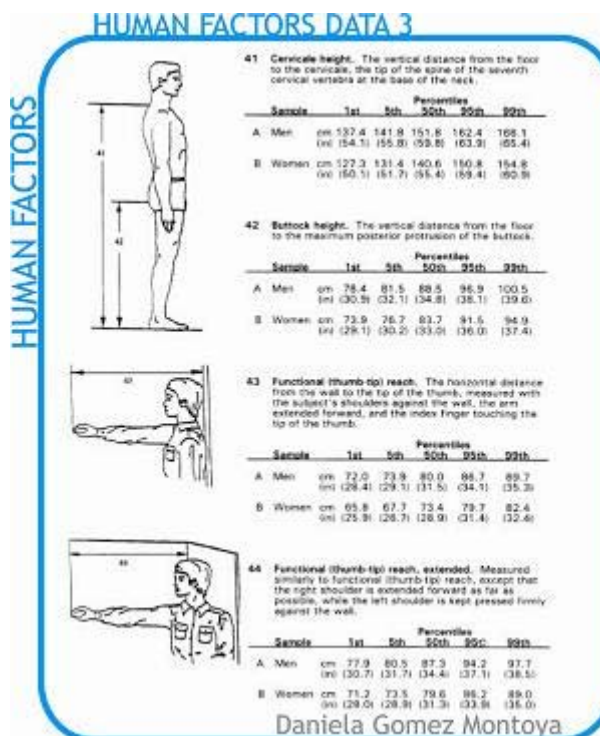 HUMAN FACTORS DATA 3
HUMAN FACTORS
41 Cervicale height. The vertical distance from the floor
to the cervicale, the tip of the spine of the seventh
cervical vertebra at the base of the neck.
Percentiles
Sample 1st 5th 50th 95th 99th
A Men cm 137.4 141.8 151.8 162.4 168.1
(in) (54.1) (55.8) (59.8) (63.9) (65.4)
B Women cm 127.3 131.4 140.6 150.8 154.8
(in) (50.1) (51.7) (55.4) (59.4) (60.9)
41
42
42 Buttock height. The vertical distance from the floor
to the maximum posterior protrusion of the buttock.
Percentiles
Sample 1st 5th 50th 95th 99th
A Men cm 78.4 81.5 88.5 96.9 100.5
(in) (30.9) (32.1) (34.8) (38.1) (39.6)
B Women cm 73.9 76.7 83.7 91.5 94.9
(in) (29.1) (30.2) (33.0) (36.0) (37.4)
43 Functional (thumb-tip) reach. The horizontal distance
from the wall to the tip of the thumb, measured with
the subject's shoulders against the wall, the arm
extended forward, and the index finger touching the
tip of the thumb.
Percentiles
Sample 1st 5th 50th 95th 99th
A Men cm 72.0 73.9 80.0 86.7 89.7
(in) (28.4) (29.1) (31.5) (34.1) (35.3)
B Women cm 65.8 67.7 73.4 79.7 82.4
(in) (25.9) (26.7) (28.9) (31.4) (32.4)
44 Functional (thumb-tip) reach, extended. Measured
similarly to functional (thumb-tip) reach, except that
the right shoulder is extended forward as far as
possible, while the left shoulder is kept pressed firmly
against the wall.
Percentiles
Sample 1st 5th 50th 99th
A Men cm 77.9 80.5 87.3 94.2 97.7
(in) (30.7) (31.7) (34.4) (37.1) (38.5)
B Women cm 71.2 73.5 79.6 86.2 89.0
(in) (28.0) (28.9) (31.3) (33.9) (35.0)
Daniela Gomez Montoya